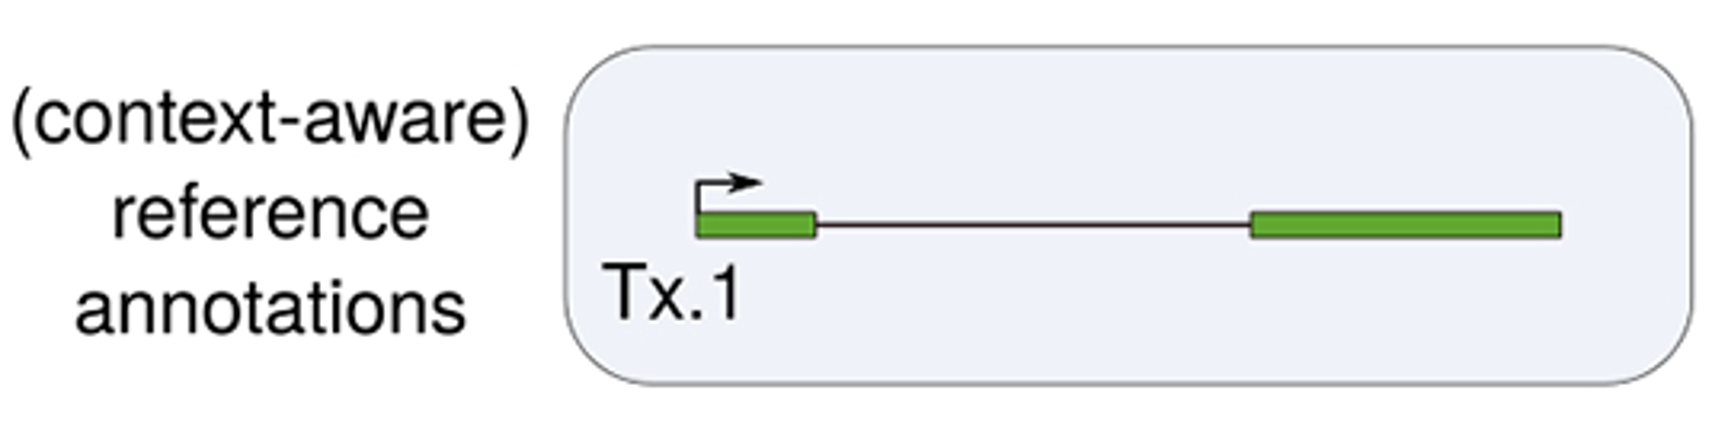 (context-aware)
reference
annotations
Tx.1